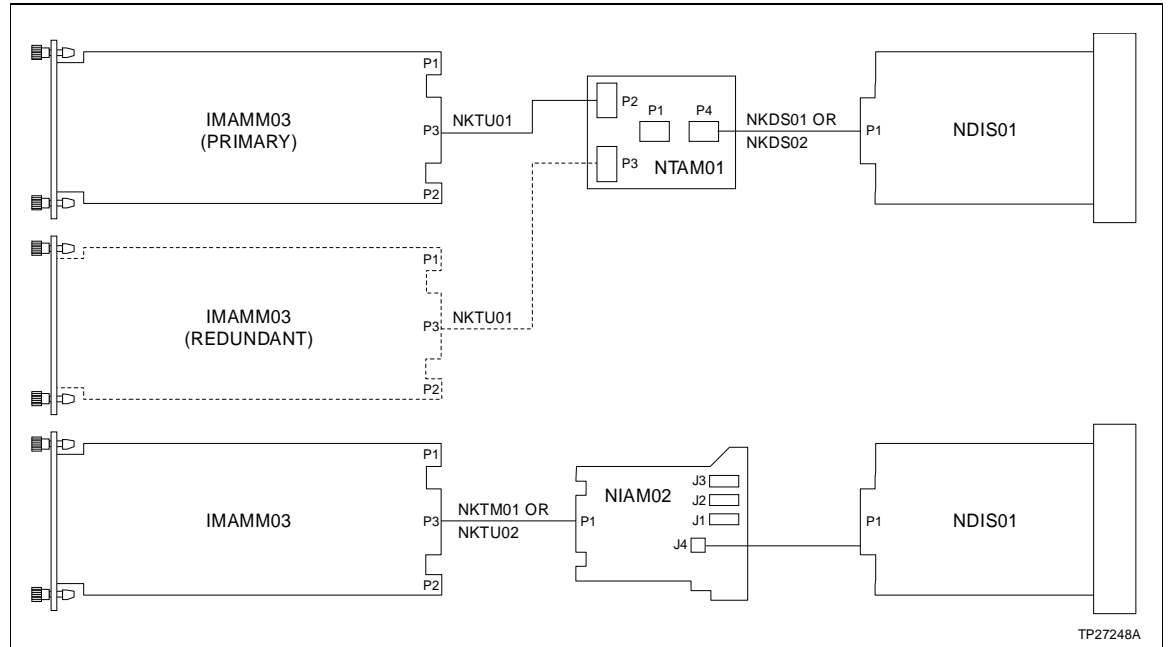 P1
IMAMM03
(PRIMARY)
P3
NKTU01
P2
P2
P1
P4
P3
NTAM01
NKDS01 OR
NKDS02
P1
NDIS01
P1
IMAMM03
(REDUNDANT)
P3
NKTU01
P2
P1
IMAMM03
P3
NKTM01 OR
NKTU02
P2
P1
NIAM02
J3
J2
J1
J4
P1
NDIS01
TP27248A